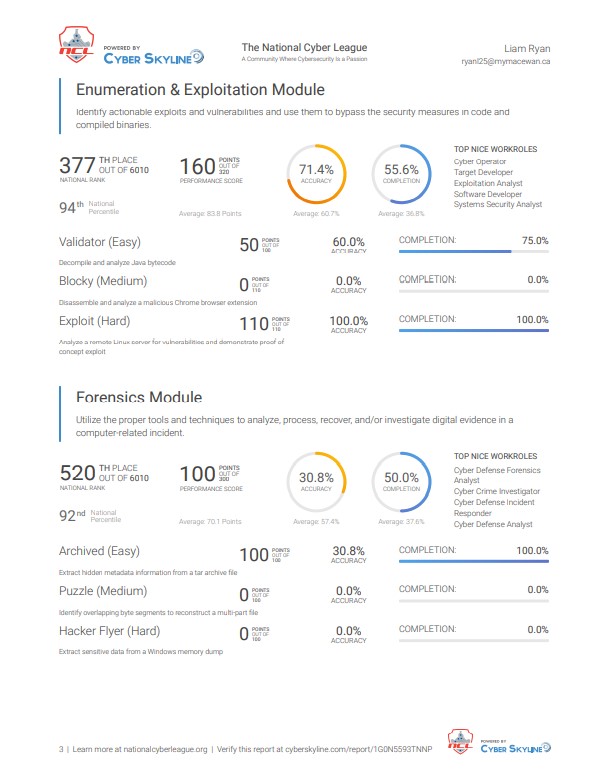 NCL
POWERED BY
CYBER SKYLINE
The National Cyber League
A Community Where Cybersecurity Is a Passion
Liam Ryan
ryanl25@mymacewan.ca
Enumeration & Exploitation Module
Identify actionable exploits and vulnerabilities and use them to bypass the security measures in code and
compiled binaries.
377 TH PLACE OUT OF 6010
NATIONAL RANK
94th National Percentile
160 POINTS OUT OF 320
PERFORMANCE SCORE
Average: 83.8 Points
71.4%
ACCURACY
Average: 60.7%
55.6%
COMPLETION
Average: 36.8%
TOP NICE WORKROLES
Cyber Operator
Target Developer
Exploitation Analyst
Software Developer
Systems Security Analyst
Validator (Easy)
50 POINTS OUT OF 100
60.0%
ACCURACY
COMPLETION: 75.0%
Decompile and analyze Java bytecode
Blocky (Medium)
0 POINTS OUT OF 110
0.0%
ACCURACY
COMPLETION: 0.0%
Disassemble and analyze a malicious Chrome browser extension
Exploit (Hard)
110 POINTS OUT OF 110
100.0%
ACCURACY
COMPLETION: 100.0%
Analyze a remote Linux server for vulnerabilities and demonstrate proof of
concept exploit
Forensics Module
Utilize the proper tools and techniques to analyze, process, recover, and/or investigate digital evidence in a
computer-related incident.
520 TH PLACE OUT OF 6010
NATIONAL RANK
92nd National Percentile
100 POINTS OUT OF 300
PERFORMANCE SCORE
Average: 70.1 Points
30.8%
ACCURACY
Average: 57.4%
50.0%
COMPLETION
Average: 37.6%
TOP NICE WORKROLES
Cyber Defense Forensics
Analyst
Cyber Crime Investigator
Cyber Defense Incident
Responder
Cyber Defense Analyst
Archived (Easy)
100 POINTS OUT OF 100
30.8%
ACCURACY
COMPLETION: 100.0%
Extract hidden metadata information from a tar archive file
Puzzle (Medium)
0 POINTS OUT OF 100
0.0%
ACCURACY
COMPLETION: 0.0%
Identify overlapping byte segments to reconstruct a multi-part file
Hacker Flyer (Hard)
0 POINTS OUT OF 100
0.0%
ACCURACY
COMPLETION: 0.0%
Extract sensitive data from a Windows memory dump
3 | Learn more at nationalcyberleague.org | Verify this report at cyberskyline.com/report/1G0N5593TNNP
NCL
POWERED BY
CYBER SKYLINE